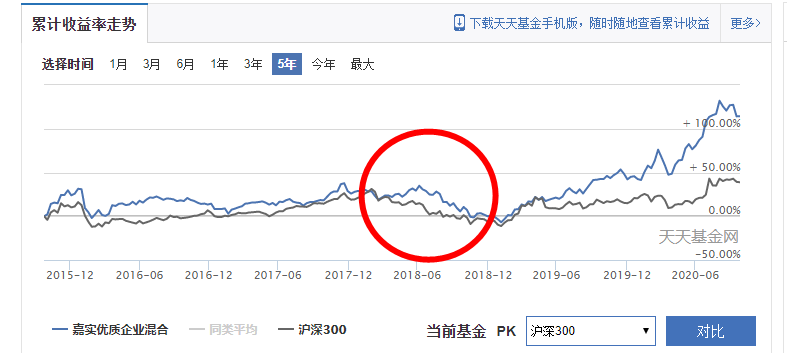 累计收益率走势
下载天天基金手机版，随时随地查看累计收益
更多>
选择时间 1月 3月 6月 1年 3年 5年 今年 最大
+ 100.00%
+ 50.00%
0.00%
天天基金网
-50.00%
2015-12 2016-06 2016-12 2017-06 2017-12 2018-06 2018-12 2019-06 2019-12 2020-06
嘉实优质企业混合 同类平均 沪深300
当前基金 PK 沪深300 ▼ 对比